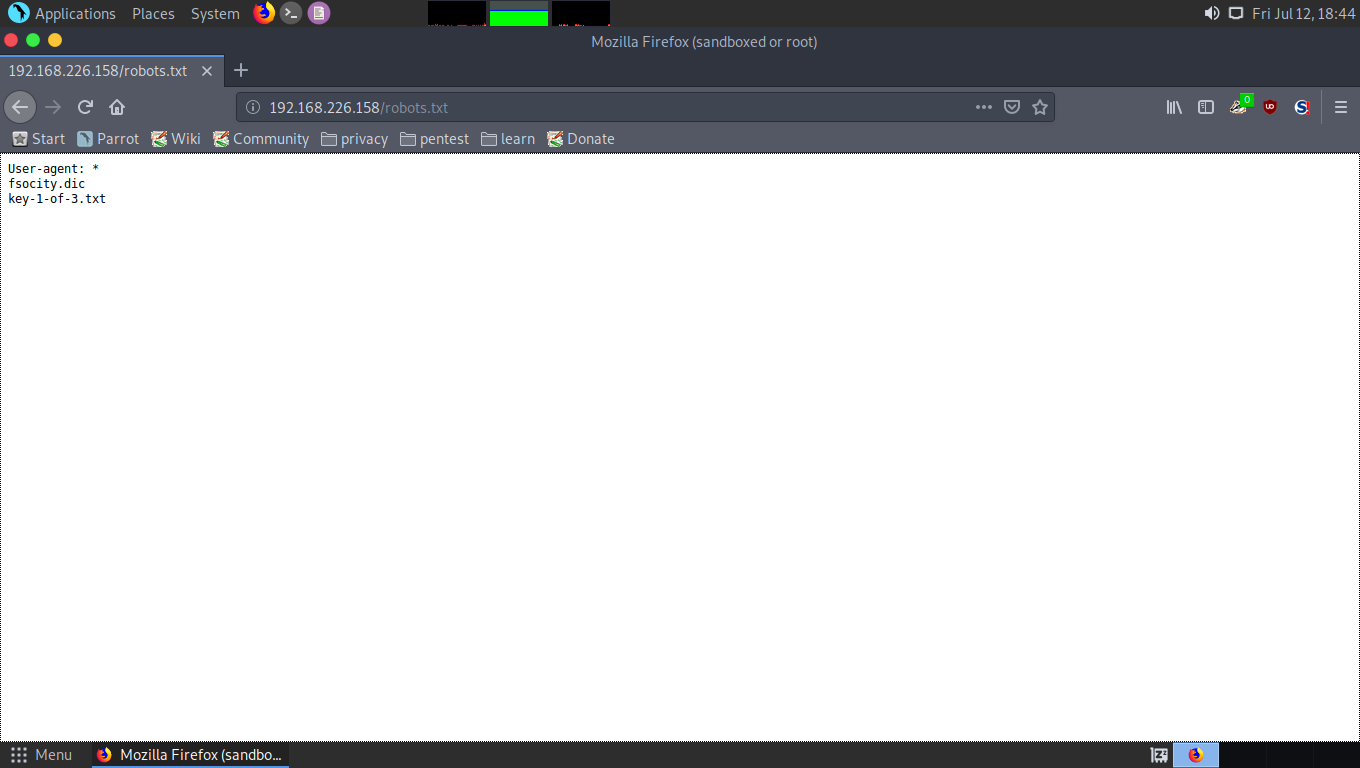 Applications Places System Fri Jul 12, 18:44
Mozilla Firefox (sandboxed or root)
192.168.226.158/robots.txt
192.168.226.158/robots.txt 0
Start Parrot Wiki Community privacy pentest learn Donate
User-agent: *
fsocity.dic
key-1-of-3.txt
Menu Mozilla Firefox (sandbo...